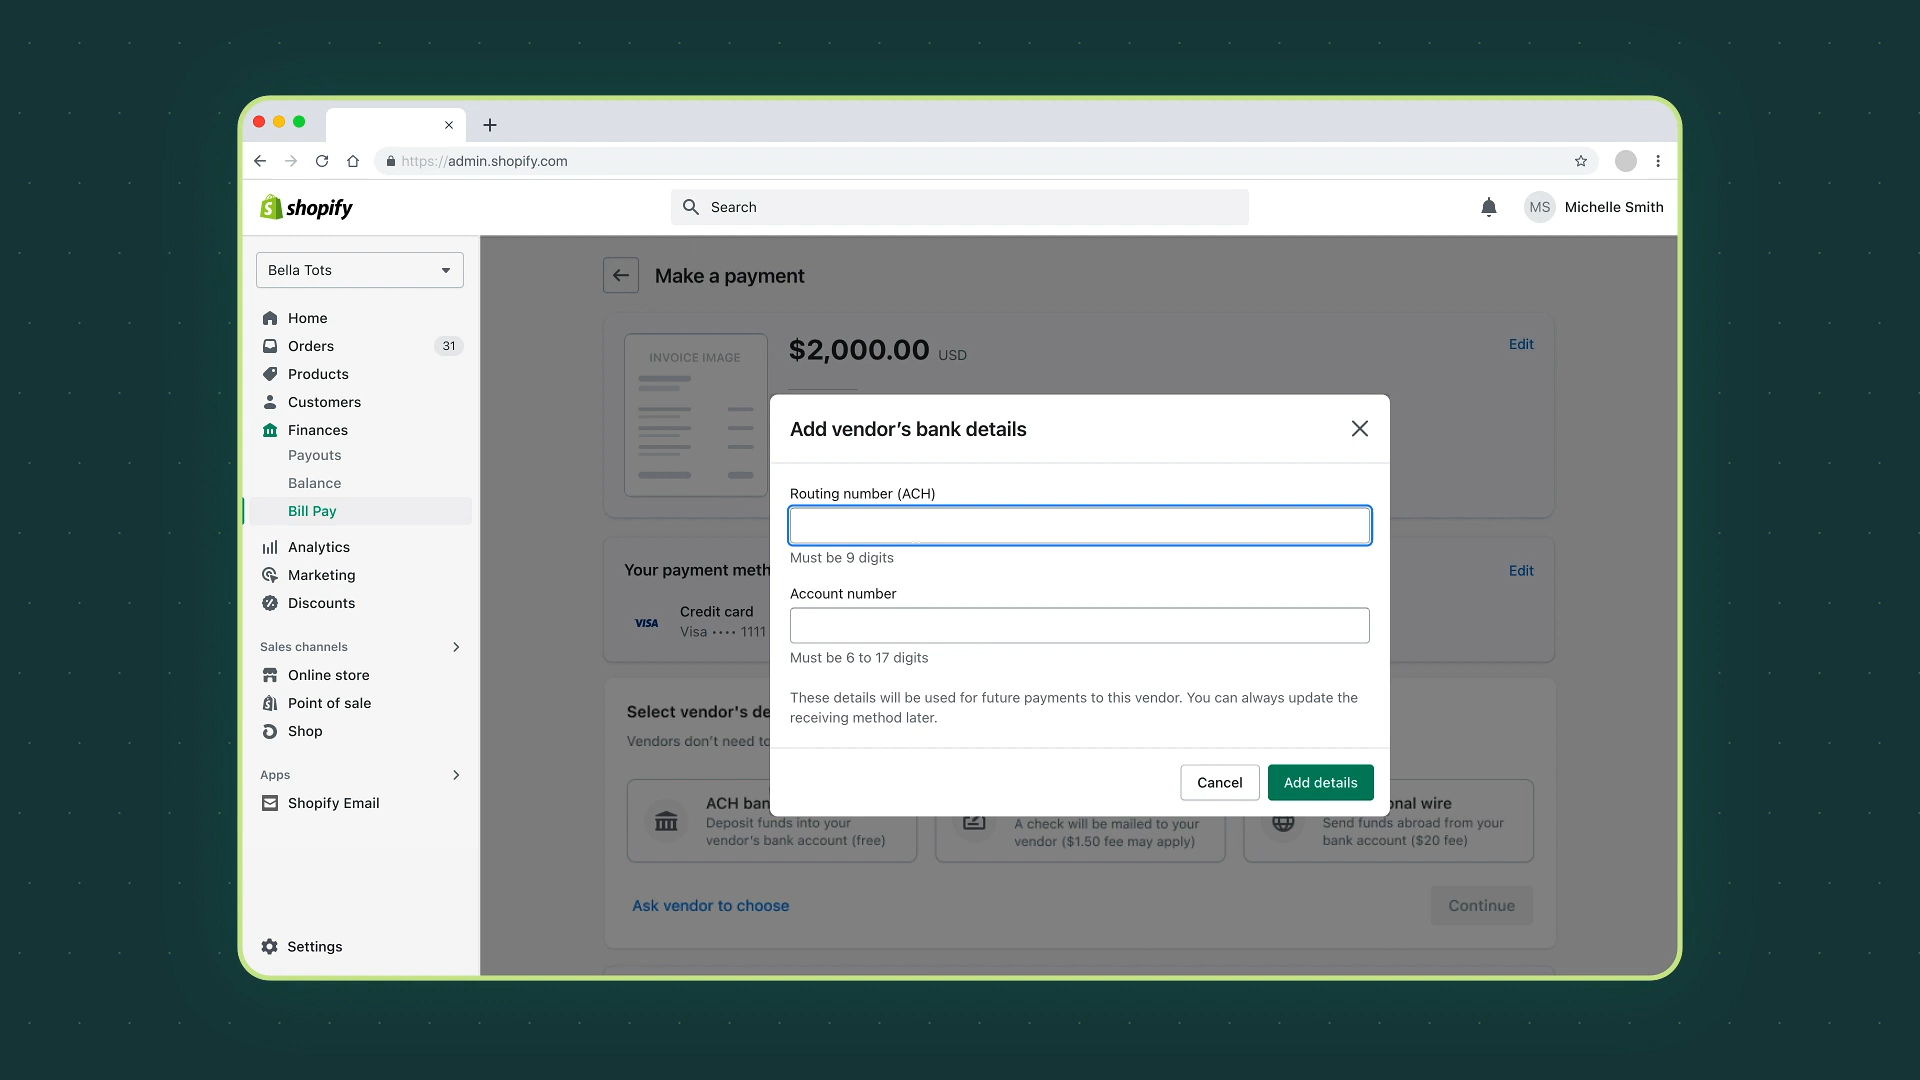 https://admin.shopify.com
shopify
Search
MS
Michelle Smith
Bella Tots
Home
Orders
31
Products
Customers
Finances
Payouts
Balance
Bill Pay
Analytics
Marketing
Discounts
Sales channels
Online store
Point of sale
Shop
Apps
Shopify Email
Settings
Make a payment
INVOICE IMAGE
$2,000.00 USD
Edit
Add vendor’s bank details
Routing number (ACH)
Must be 9 digits
Account number
Must be 6 to 17 digits
These details will be used for future payments to this vendor. You can always update the
receiving method later.
Cancel
Add details
Your payment meth
Edit
VISA
Credit card
Visa •••• 1111
Select vendor's de
Vendors don’t need to
ACH ban
Deposit funds into your
vendor's bank account (free)
A check will be mailed to your
vendor ($1.50 fee may apply)
onal wire
Send funds abroad from your
bank account ($20 fee)
Ask vendor to choose
Continue